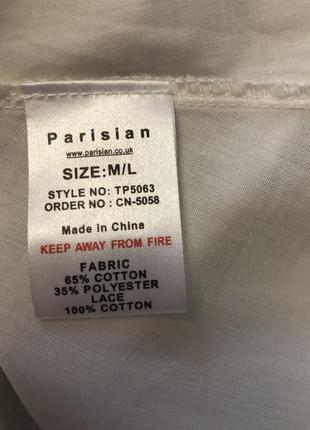 Parisian
www.parisian.co.uk
SIZE:M/L
STYLE NO: TP5063
ORDER NO : CN-5058
Made in China
KEEP AWAY FROM FIRE
FABRIC
65% COTTON
35% POLYESTER
LACE
100% COTTON